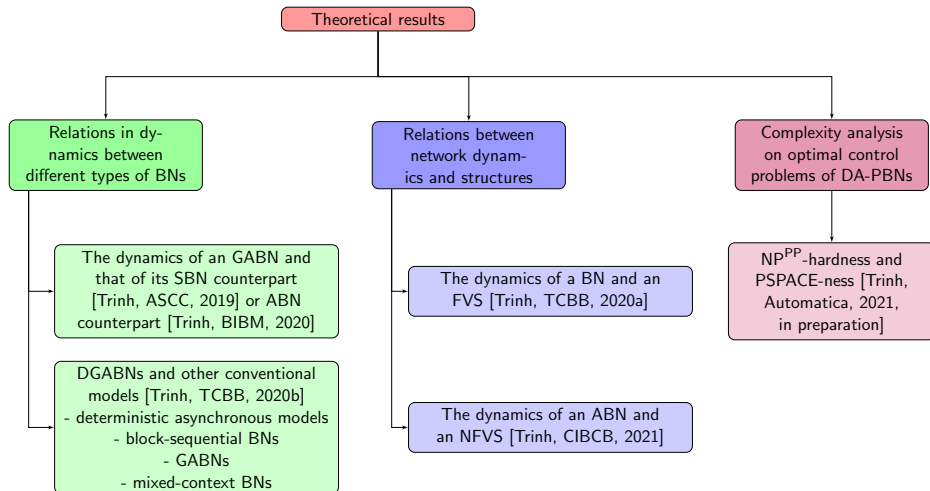 Theoretical results
Relations in dy-
namics between
different types of BNs
Relations between
network dynam-
ics and structures
Complexity analysis
on optimal control
problems of DA-PBNs
The dynamics of an GABN and
that of its SBN counterpart
[Trinh, ASCC, 2019] or ABN
counterpart [Trinh, BIBM, 2020]
The dynamics of a BN and an
FVS [Trinh, TCBB, 2020a]
NP^PP-hardness and
PSPACE-ness [Trinh,
Automatica, 2021,
in preparation]
DGABNs and other conventional
models [Trinh, TCBB, 2020b]
- deterministic asynchronous models
- block-sequential BNs
- GABNs
- mixed-context BNs
The dynamics of an ABN and
an NFVS [Trinh, CIBCB, 2021]